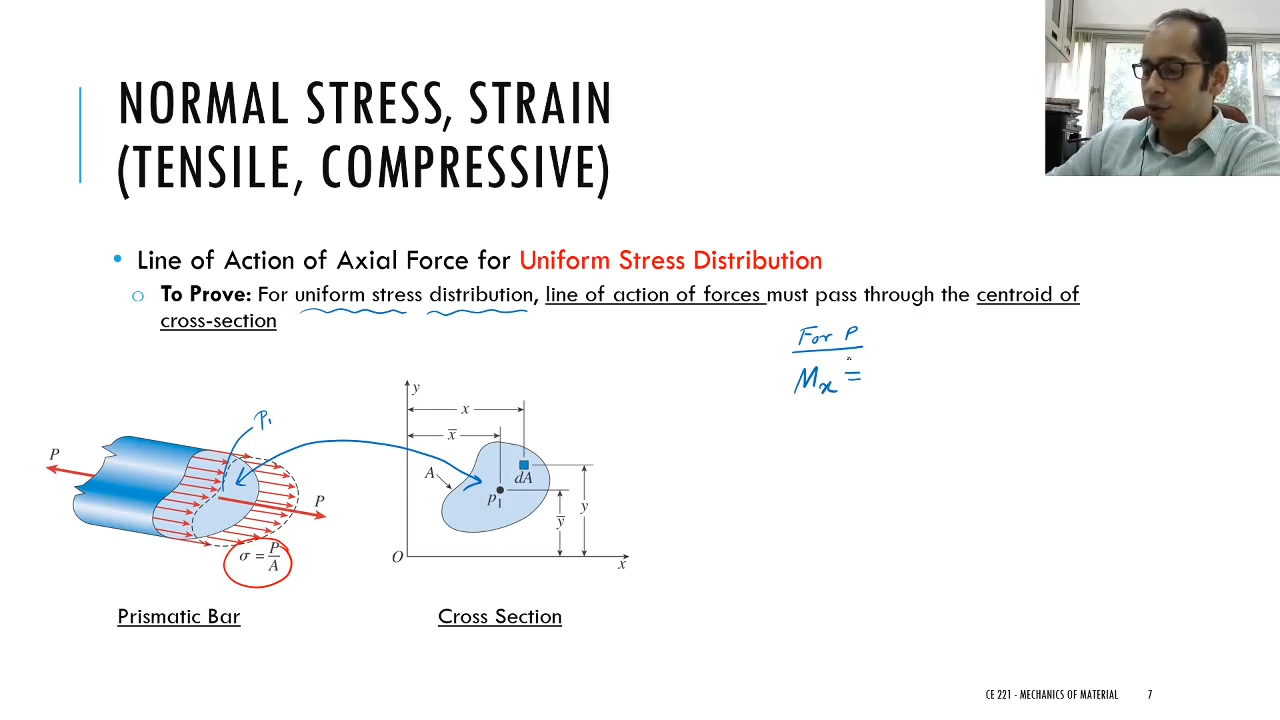 NORMAL STRESS, STRAIN
(TENSILE, COMPRESSIVE)
• Line of Action of Axial Force for Uniform Stress Distribution
o To Prove: For uniform stress distribution, line of action of forces must pass through the centroid of
cross-section
For P
Mx =
P
p1
P
σ = P/A
Prismatic Bar
y
x
x̄
A
dA
p1
ȳ
y
O
x
Cross Section
CE 221 - MECHANICS OF MATERIAL 7